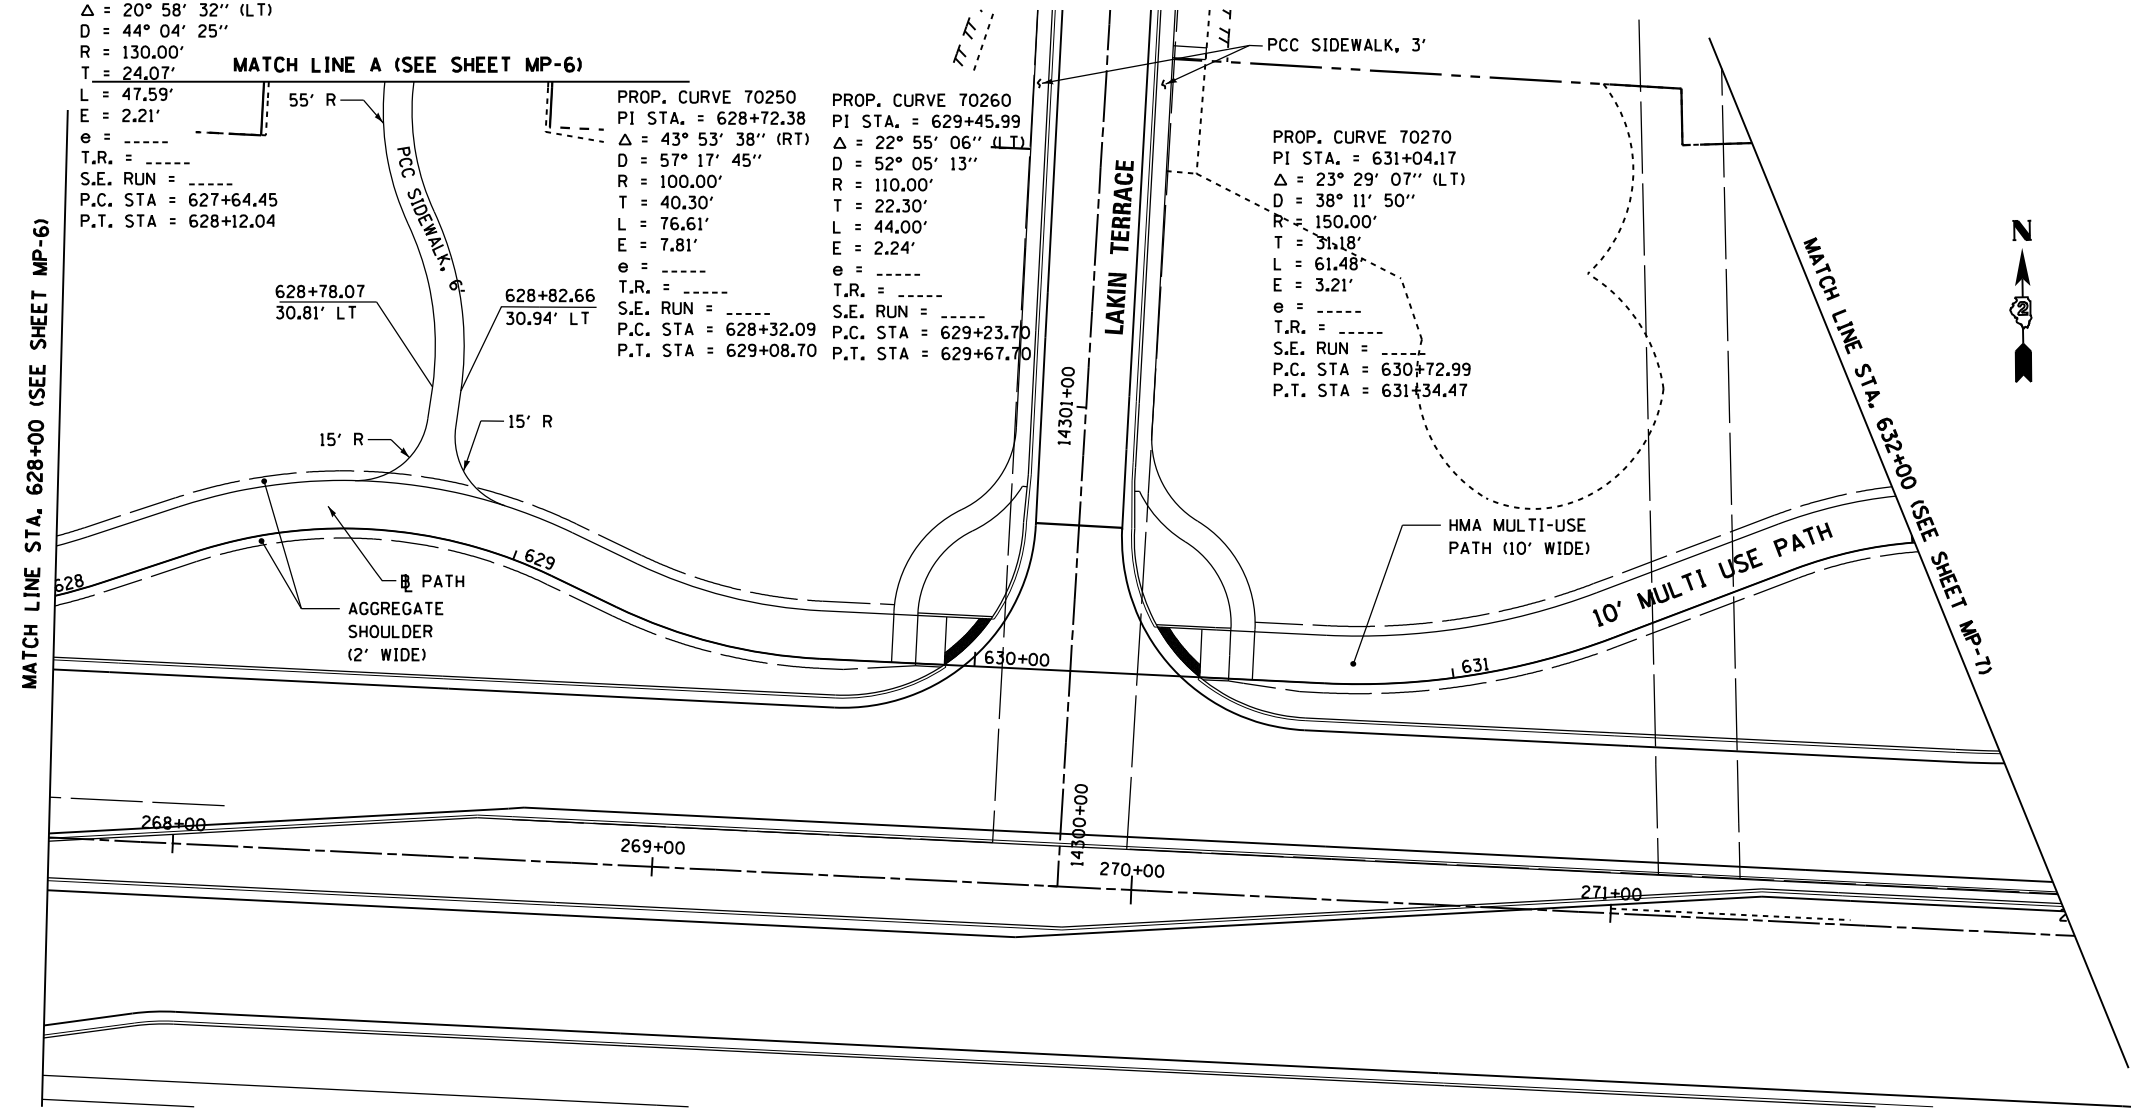 Δ = 20° 58' 32'' (LT)
D = 44° 04' 25''
R = 130.00'
T = 24.07'
L = 47.59'
E = 2.21'
e = -----
T.R. = -----
S.E. RUN = -----
P.C. STA = 627+64.45
P.T. STA = 628+12.04
MATCH LINE A (SEE SHEET MP-6)
55' R
PCC SIDEWALK, 6'
PROP. CURVE 70250
PI STA. = 628+72.38
Δ = 43° 53' 38'' (RT)
D = 57° 17' 45''
R = 100.00'
T = 40.30'
L = 76.61'
E = 7.81'
e = -----
T.R. = -----
S.E. RUN = -----
P.C. STA = 628+32.09
P.T. STA = 629+08.70
PROP. CURVE 70260
PI STA. = 629+45.99
Δ = 22° 55' 06'' (LT)
D = 52° 05' 13''
R = 110.00'
T = 22.30'
L = 44.00'
E = 2.24'
e = -----
T.R. = -----
S.E. RUN = -----
P.C. STA = 629+23.70
P.T. STA = 629+67.70
TT TT
TT TT
PCC SIDEWALK, 3'
LAKIN TERRACE
PROP. CURVE 70270
PI STA. = 631+04.17
Δ = 23° 29' 07'' (LT)
D = 38° 11' 50''
R = 150.00'
T = 31.18'
L = 61.48'
E = 3.21'
e = -----
T.R. = -----
S.E. RUN = -----
P.C. STA = 630+72.99
P.T. STA = 631+34.47
N
2
MATCH LINE STA. 628+00 (SEE SHEET MP-6)
MATCH LINE STA. 632+00 (SEE SHEET MP-7)
628+78.07
30.81' LT
628+82.66
30.94' LT
15' R
15' R
14301+00
628
629
BL PATH
AGGREGATE
SHOULDER
(2' WIDE)
630+00
HMA MULTI-USE
PATH (10' WIDE)
10' MULTI USE PATH
631
14300+00
268+00
269+00
270+00
271+00
2